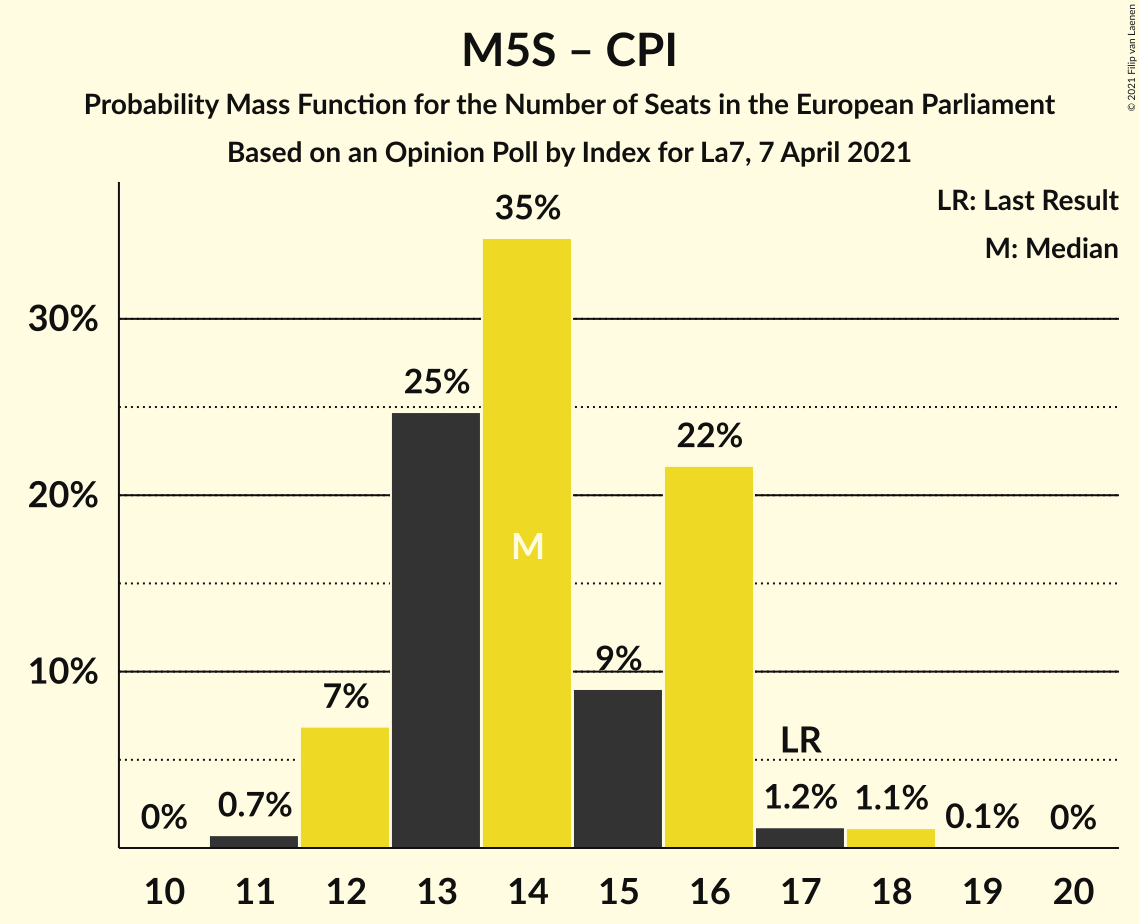 M5S – CPI
Probability Mass Function for the Number of Seats in the European Parliament
Based on an Opinion Poll by Index for La7, 7 April 2021
© 2021 Filip van Laenen
LR: Last Result
M: Median
30%
20%
10%
0%
0.7%
7%
25%
35%
M
9%
22%
LR
1.2%
1.1%
0.1%
0%
10 11 12 13 14 15 16 17 18 19 20